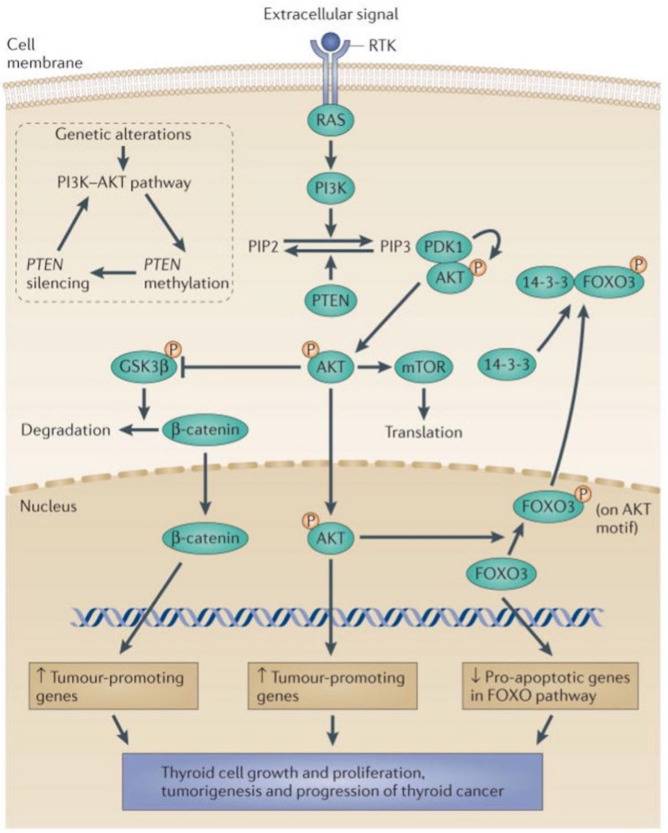 Extracellular signal
Cell
membrane
RTK
RAS
Genetic alterations
PI3K–AKT pathway
PTEN
silencing
PTEN
methylation
PI3K
PIP2
PIP3
PDK1
AKT
P
PTEN
14-3-3
FOXO3
P
14-3-3
GSK3β
P
AKT
P
mTOR
Degradation
β-catenin
Translation
Nucleus
FOXO3
P
(on AKT
motif)
β-catenin
AKT
P
FOXO3
↑ Tumour-promoting
genes
↑ Tumour-promoting
genes
↓ Pro-apoptotic genes
in FOXO pathway
Thyroid cell growth and proliferation,
tumorigenesis and progression of thyroid cancer